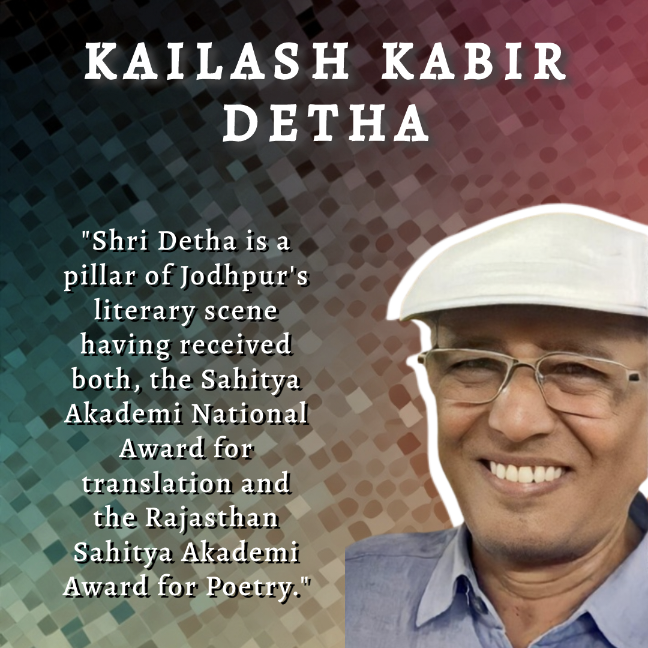 KAILASH KABIR
DETHA
"Shri Detha is a
pillar of Jodhpur's
literary scene
having received
both, the Sahitya
Akademi National
Award for
translation and
the Rajasthan
Sahitya Akademi
Award for Poetry."